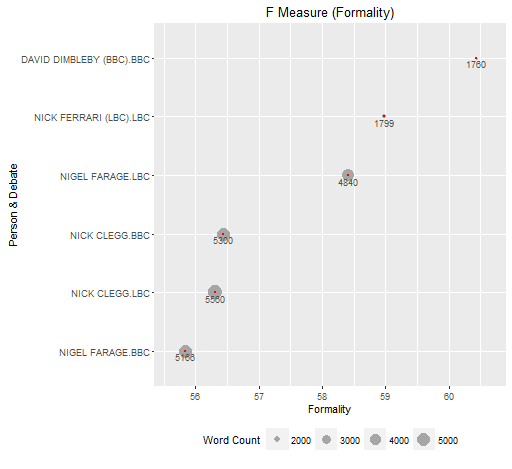 F Measure (Formality)
DAVID DIMBLEBY (BBC).BBC
1760
NICK FERRARI (LBC).LBC
1799
NIGEL FARAGE.LBC
4840
NICK CLEGG.BBC
5300
NICK CLEGG.LBC
NIGEL FARAGE.BBC
Person & Debate
56 57 58 59 60
Formality
Word Count 2000 3000 4000 5000